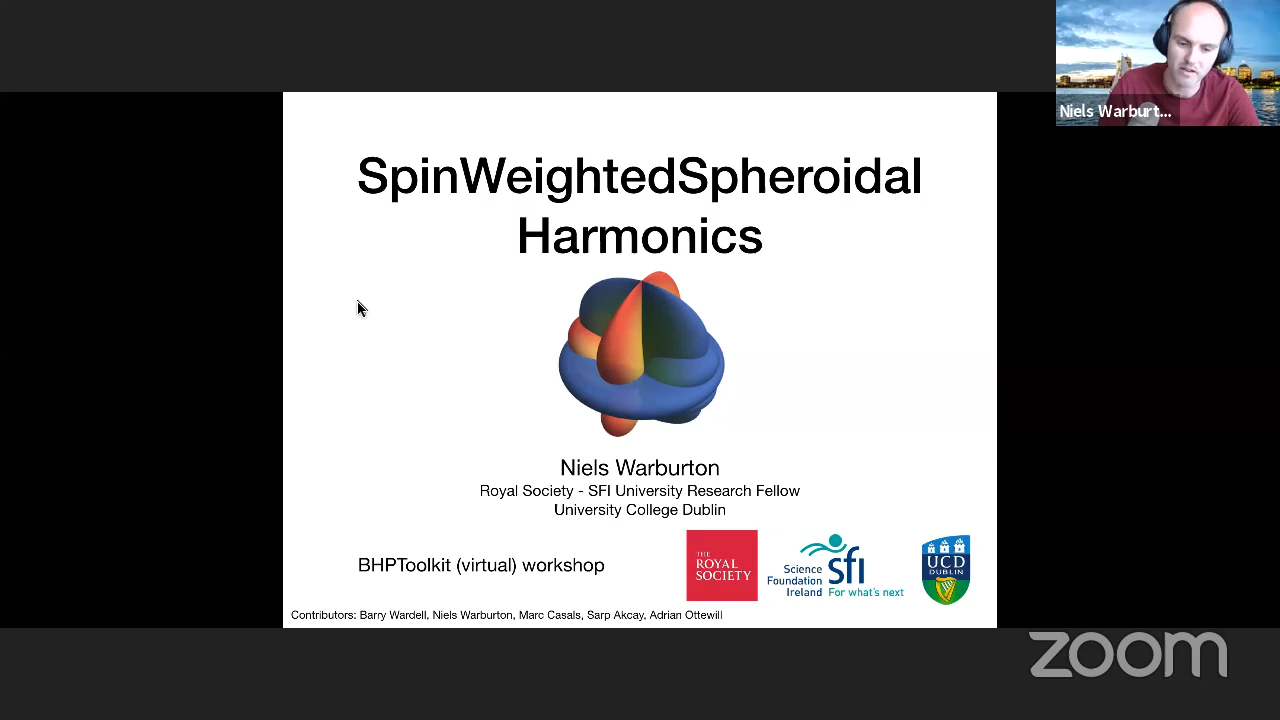 Niels Warburt...
SpinWeightedSpheroidal
Harmonics
Niels Warburton
Royal Society - SFI University Research Fellow
University College Dublin
BHPToolkit (virtual) workshop
THE
ROYAL
SOCIETY
Science
Foundation
Ireland
sfi
For what's next
UCD
DUBLIN
Contributors: Barry Wardell, Niels Warburton, Marc Casals, Sarp Akcay, Adrian Ottewill
zoom